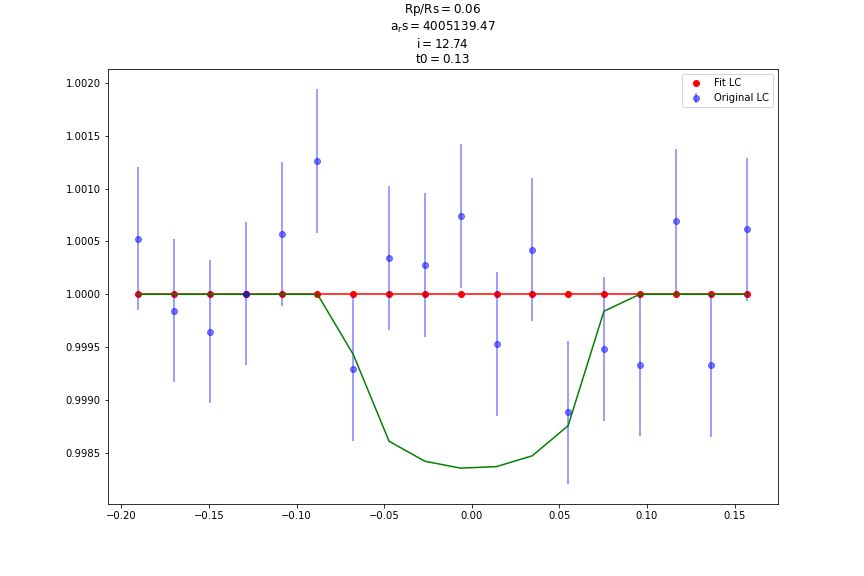 Rp/Rs = 0.06
aᵣs = 4005139.47
i = 12.74
t0 = 0.13
Fit LC
Original LC
1.0020
1.0015
1.0010
1.0005
1.0000
0.9995
0.9990
0.9985
−0.20 −0.15 −0.10 −0.05 0.00 0.05 0.10 0.15